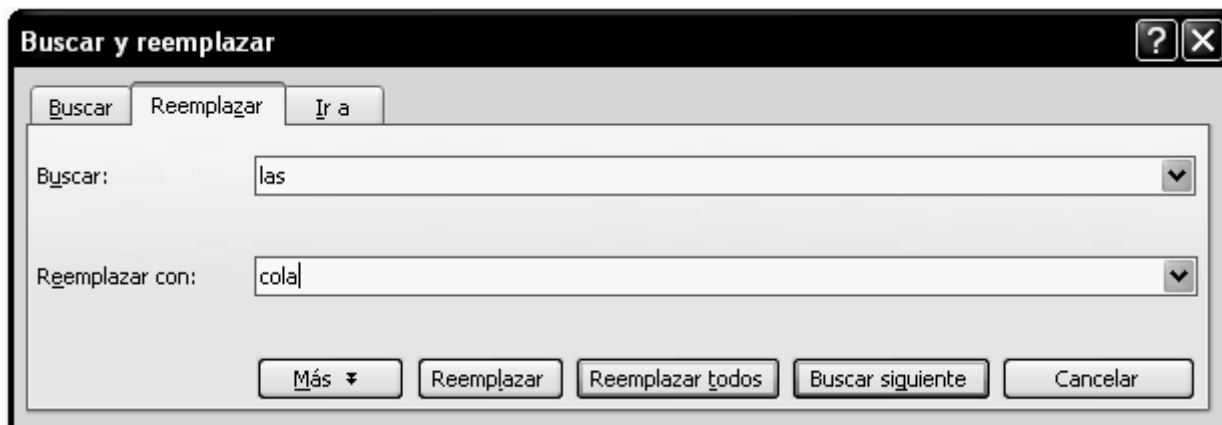 Buscar y reemplazar
Buscar Reemplazar Ir a
Buscar: las
Reemplazar con: cola
Más Reemplazar Reemplazar todos Buscar siguiente Cancelar